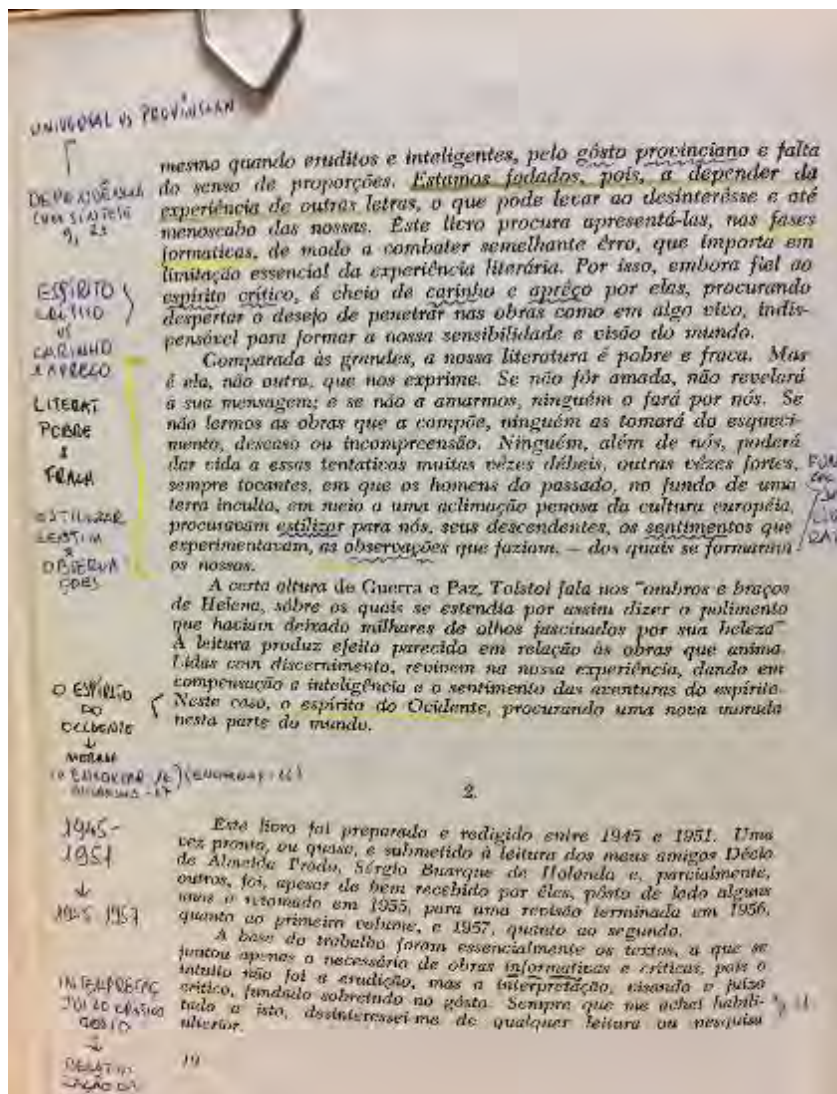 UNIVERSAL VS PROVINCIAN
mesmo quando eruditos e inteligentes, pelo gôsto provinciano e falta
do senso de proporções. Estamos fadados, pois, a depender da
experiência de outras letras, o que pode levar ao desinterêsse e até
menoscabo das nossas. Êste livro procura apresentá-las, nas fases
formativas, de modo a combater semelhante êrro, que importa em
limitação essencial da experiência literária. Por isso, embora fiel ao
espírito crítico, é cheio de carinho e aprêço por elas, procurando
despertar o desejo de penetrar nas obras como em algo vivo, indis-
pensável para formar a nossa sensibilidade e visão do mundo.
ESPÍRITO
CRÍTICO
VS
CARINHO
E APREÇO
Comparada às grandes, a nossa literatura é pobre e fraca. Mas
é ela, não outra, que nos exprime. Se não fôr amada, não revelará
a sua mensagem; e se não a amarmos, ninguém o fará por nós. Se
não lermos as obras que a compõe, ninguém as tomará do esqueci-
mento, descaso ou incompreensão. Ninguém, além de nós, poderá
dar vida a essas tentativas muitas vêzes débeis, outras vêzes fortes,
sempre tocantes, em que os homens do passado, no fundo de uma
terra inculta, em meio a uma aclimação penosa da cultura européia,
procuravam estilizar para nós, seus descendentes, os sentimentos que
experimentavam, as observações que faziam, — dos quais se formaram
os nossos.
LITERAT
POBRE
E
FRACA
ESTILIZAR
SENTIM
E
OBSERVA
ÇOES
A certa altura de Guerra e Paz, Tolstoi fala nos "ombros e braços
de Helena, sôbre os quais se estendia por assim dizer o polimento
que haviam deixado milhares de olhos fascinados por sua beleza"
A leitura produz efeito parecido em relação às obras que anima.
Lidas com discernimento, revivem na nossa experiência, dando em
compensação a inteligência e o sentimento das aventuras do espírito.
Neste caso, o espírito do Ocidente, procurando uma nova morada
nesta parte do mundo.
O ESPÍRITO
DO
OCIDENTE
2.
Êste livro foi preparado e redigido entre 1945 e 1951. Uma
vez pronto, ou quase, e submetido à leitura dos meus amigos Décio
de Almeida Prado, Sérgio Buarque de Holanda e, parcialmente,
outros, foi, apesar de bem recebido por êles, pôsto de lado alguns
anos e retomado em 1955, para uma revisão terminada em 1956,
quanto ao primeiro volume, e 1957, quanto ao segundo.
1945-
1951
1945 1957
A base do trabalho foram essencialmente os textos, a que se
juntou apenas o necessário de obras informativas e críticas, pois o
intuito não foi a erudição, mas a interpretação, visando o juízo
crítico, fundado sobretudo no gôsto. Sempre que me achei habili-
tado a isto, desinteressei-me de qualquer leitura ou pesquisa
ulterior.
10